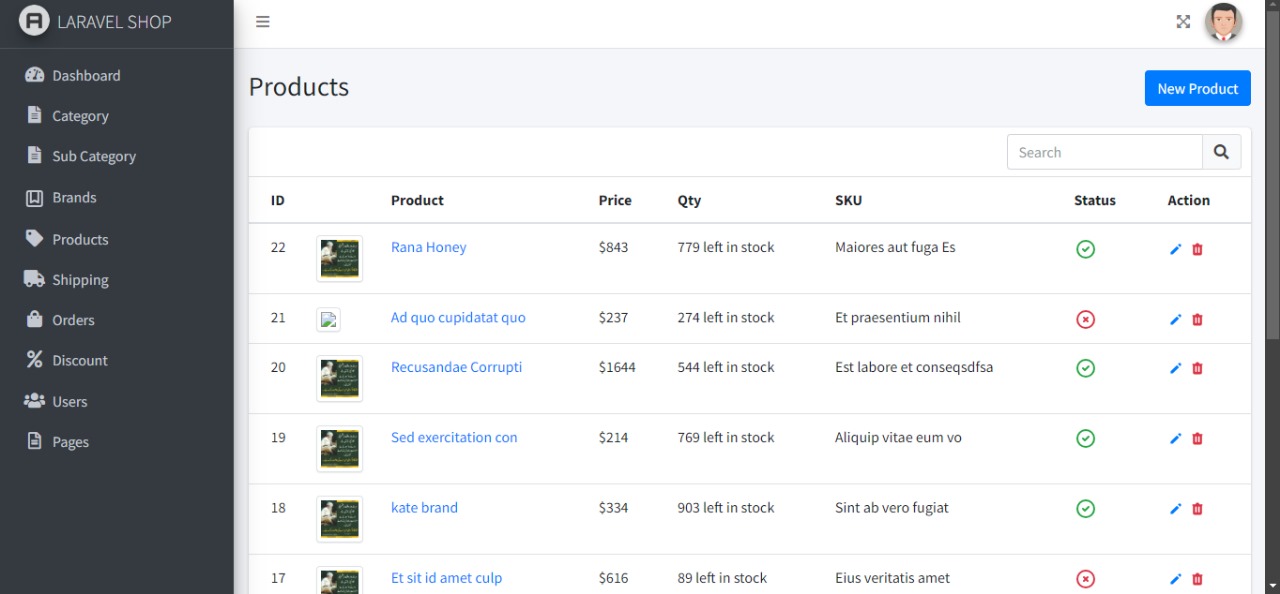 LARAVEL SHOP
Dashboard
Category
Sub Category
Brands
Products
Shipping
Orders
Discount
Users
Pages
Products
New Product
Search
ID Product Price Qty SKU Status Action
22 Rana Honey $843 779 left in stock Maiores aut fuga Es
21 Ad quo cupidatat quo $237 274 left in stock Et praesentium nihil
20 Recusandae Corrupti $1644 544 left in stock Est labore et conseqsdfsa
19 Sed exercitation con $214 769 left in stock Aliquip vitae eum vo
18 kate brand $334 903 left in stock Sint ab vero fugiat
17 Et sit id amet culp $616 89 left in stock Eius veritatis amet